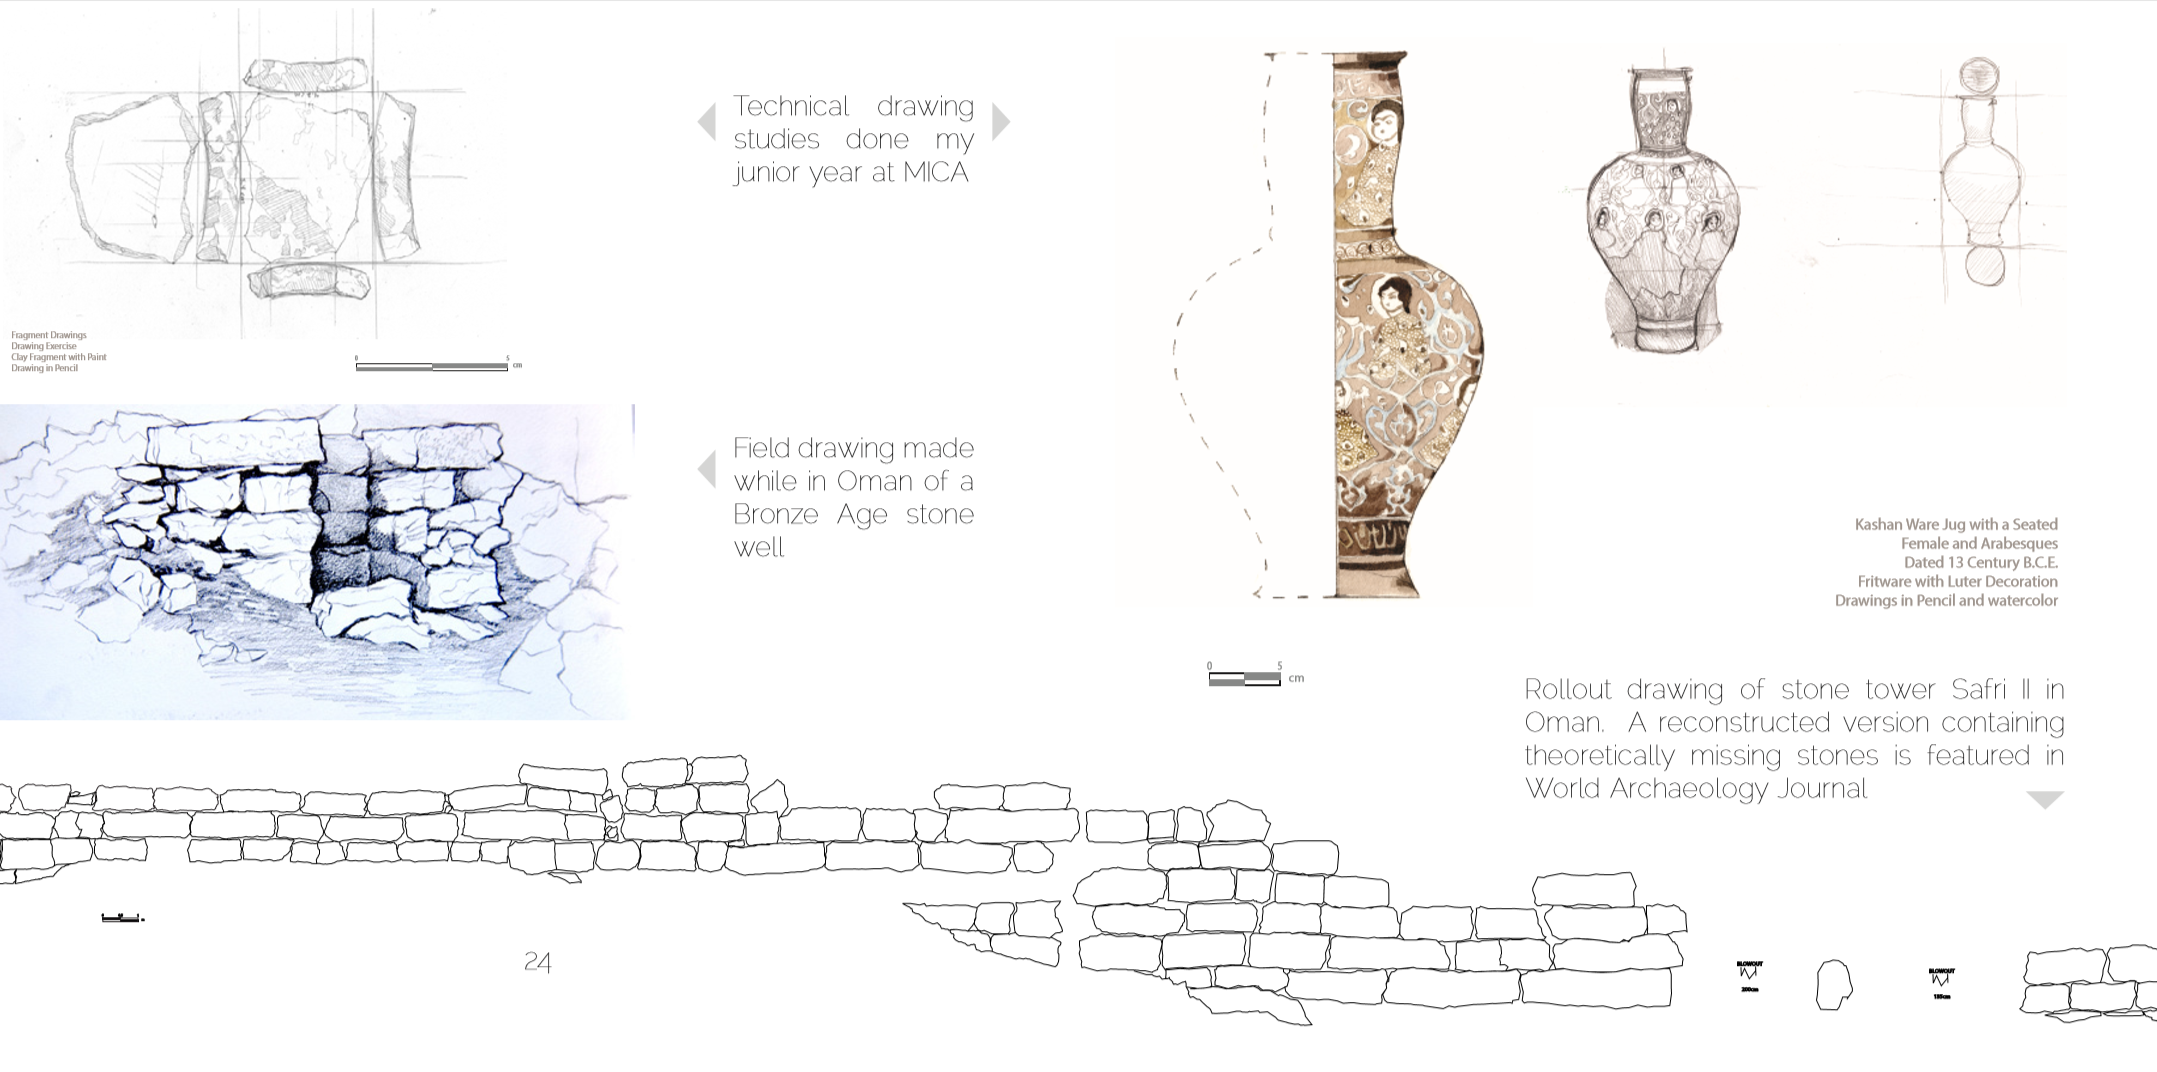 Technical drawing
studies done my
junior year at MICA
Fragment Drawings
Drawing Exercise
Clay Fragment with Paint
Drawing in Pencil
0 5
cm
Field drawing made
while in Oman of a
Bronze Age stone
well
Kashan Ware Jug with a Seated
Female and Arabesques
Dated 13 Century B.C.E.
Fritware with Luter Decoration
Drawings in Pencil and watercolor
0 5
cm
Rollout drawing of stone tower Safri II in
Oman. A reconstructed version containing
theoretically missing stones is featured in
World Archaeology Journal
24
BLOWOUT
200cm
BLOWOUT
185cm